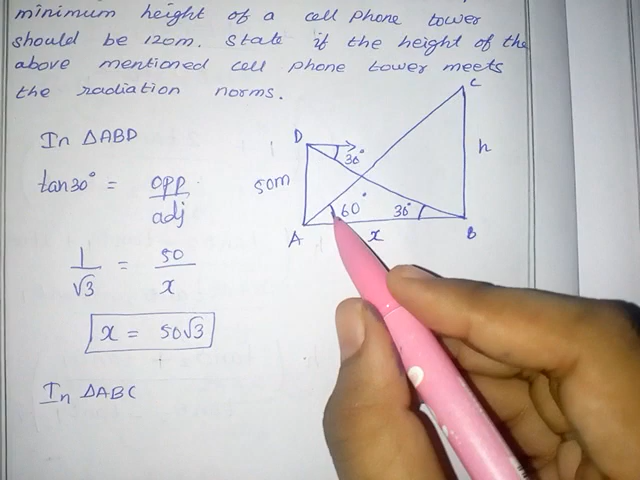 minimum height of a cell phone tower
should be 120m. State if the height of the
above mentioned cell phone tower meets
the radiation norms.
In ΔABD
tan30° = opp/adj
1/√3 = 50/x
x = 50√3
In ΔABC
C
D
30°
h
50m
60°
30°
A
x
B